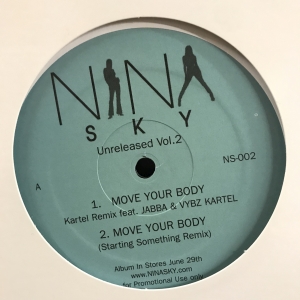 NINA
SKY
Unreleased Vol.2
NS-002
A
1. MOVE YOUR BODY
Kartel Remix feat. JABBA & VYBZ KARTEL
2. MOVE YOUR BODY
(Starting Something Remix)
Album In Stores June 29th
www.NINASKY.com
for Promotional Use only